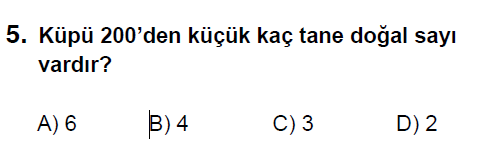 5. Küpü 200’den küçük kaç tane doğal sayı
vardır?
A) 6 B) 4 C) 3 D) 2